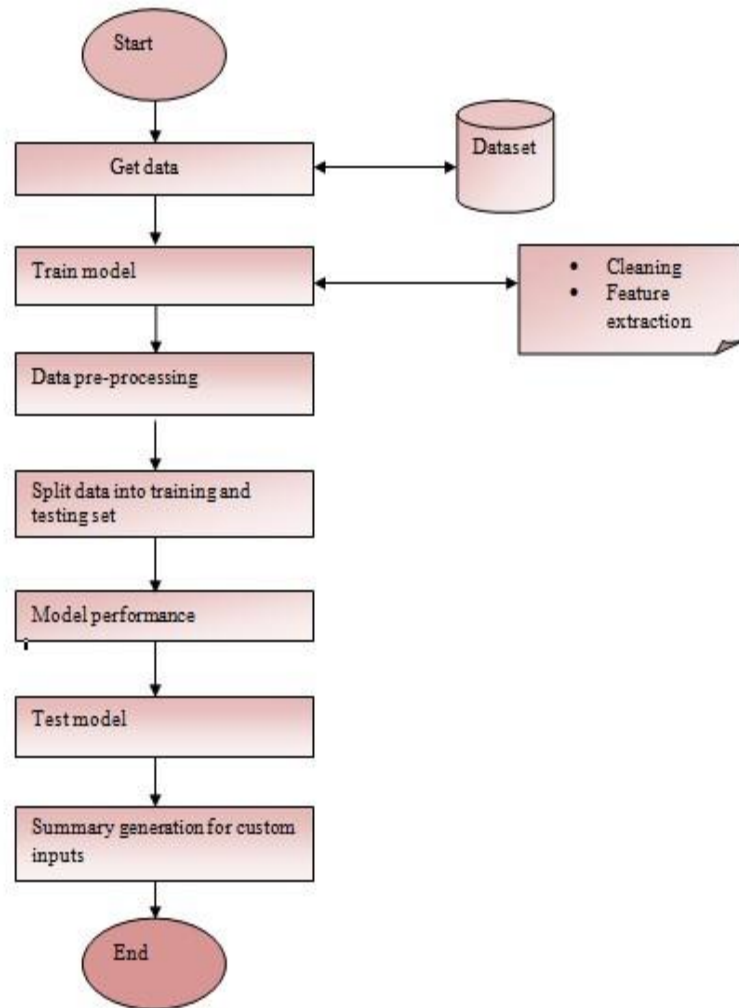 Start
Get data
Dataset
Train model
• Cleaning
• Feature
extraction
Data pre-processing
Split data into training and
testing set
Model performance
Test model
Summary generation for custom
inputs
End